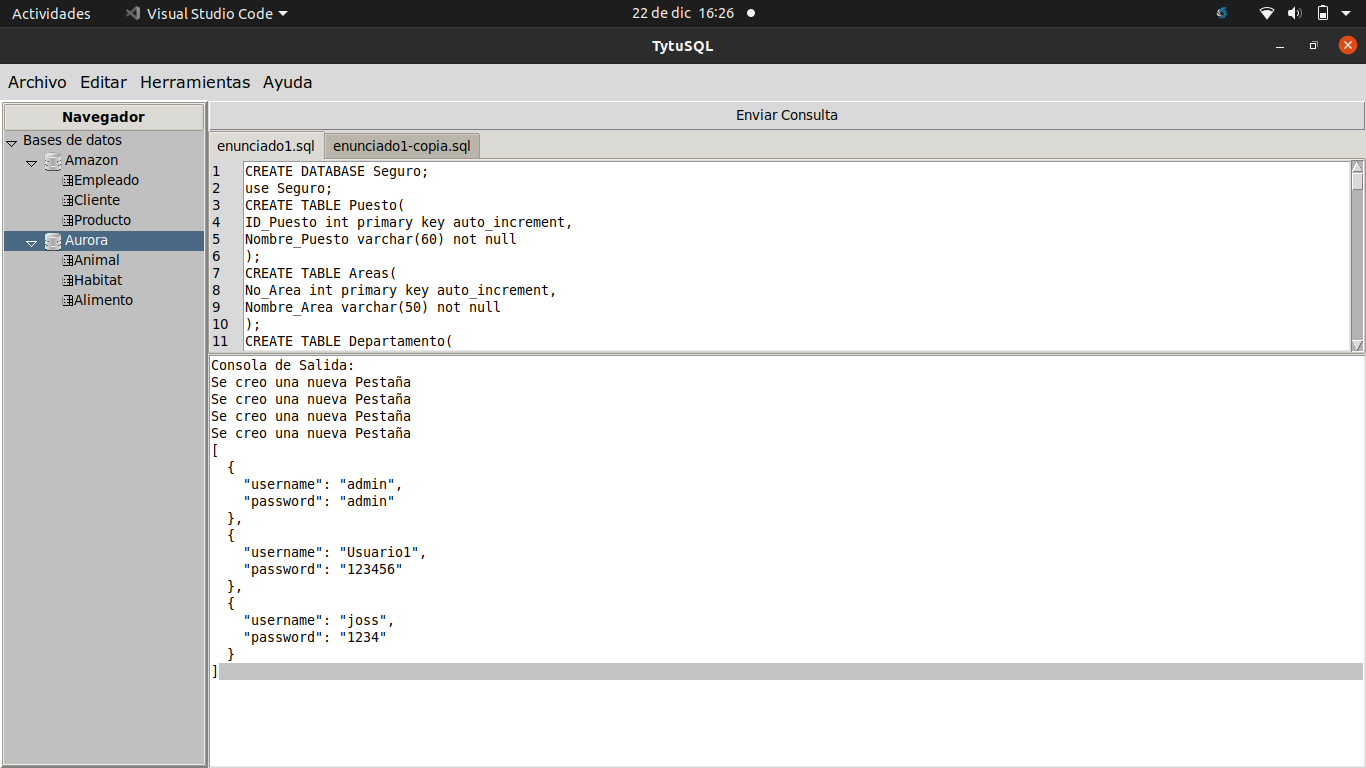 Actividades Visual Studio Code 22 de dic 16:26
TytuSQL
Archivo Editar Herramientas Ayuda
Navegador
Bases de datos
Amazon
Empleado
Cliente
Producto
Aurora
Animal
Habitat
Alimento
Enviar Consulta
enunciado1.sql enunciado1-copia.sql
1 CREATE DATABASE Seguro;
2 use Seguro;
3 CREATE TABLE Puesto(
4 ID_Puesto int primary key auto_increment,
5 Nombre_Puesto varchar(60) not null
6 );
7 CREATE TABLE Areas(
8 No_Area int primary key auto_increment,
9 Nombre_Area varchar(50) not null
10 );
11 CREATE TABLE Departamento(
Consola de Salida:
Se creo una nueva Pestaña
Se creo una nueva Pestaña
Se creo una nueva Pestaña
Se creo una nueva Pestaña
[
  {
    "username": "admin",
    "password": "admin"
  },
  {
    "username": "Usuario1",
    "password": "123456"
  },
  {
    "username": "joss",
    "password": "1234"
  }
]